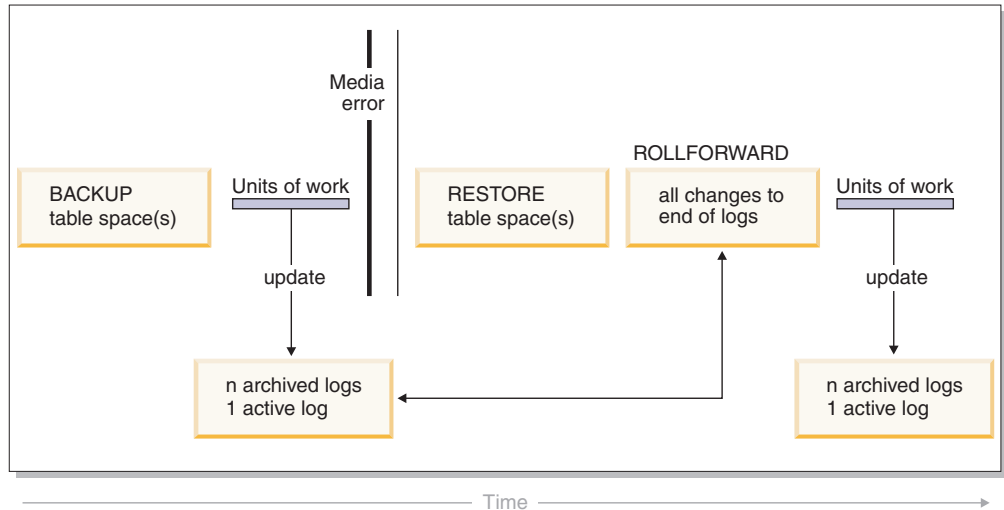 Media
error
ROLLFORWARD
BACKUP
table space(s)
Units of work
RESTORE
table space(s)
all changes to
end of logs
Units of work
update
update
n archived logs
1 active log
n archived logs
1 active log
Time